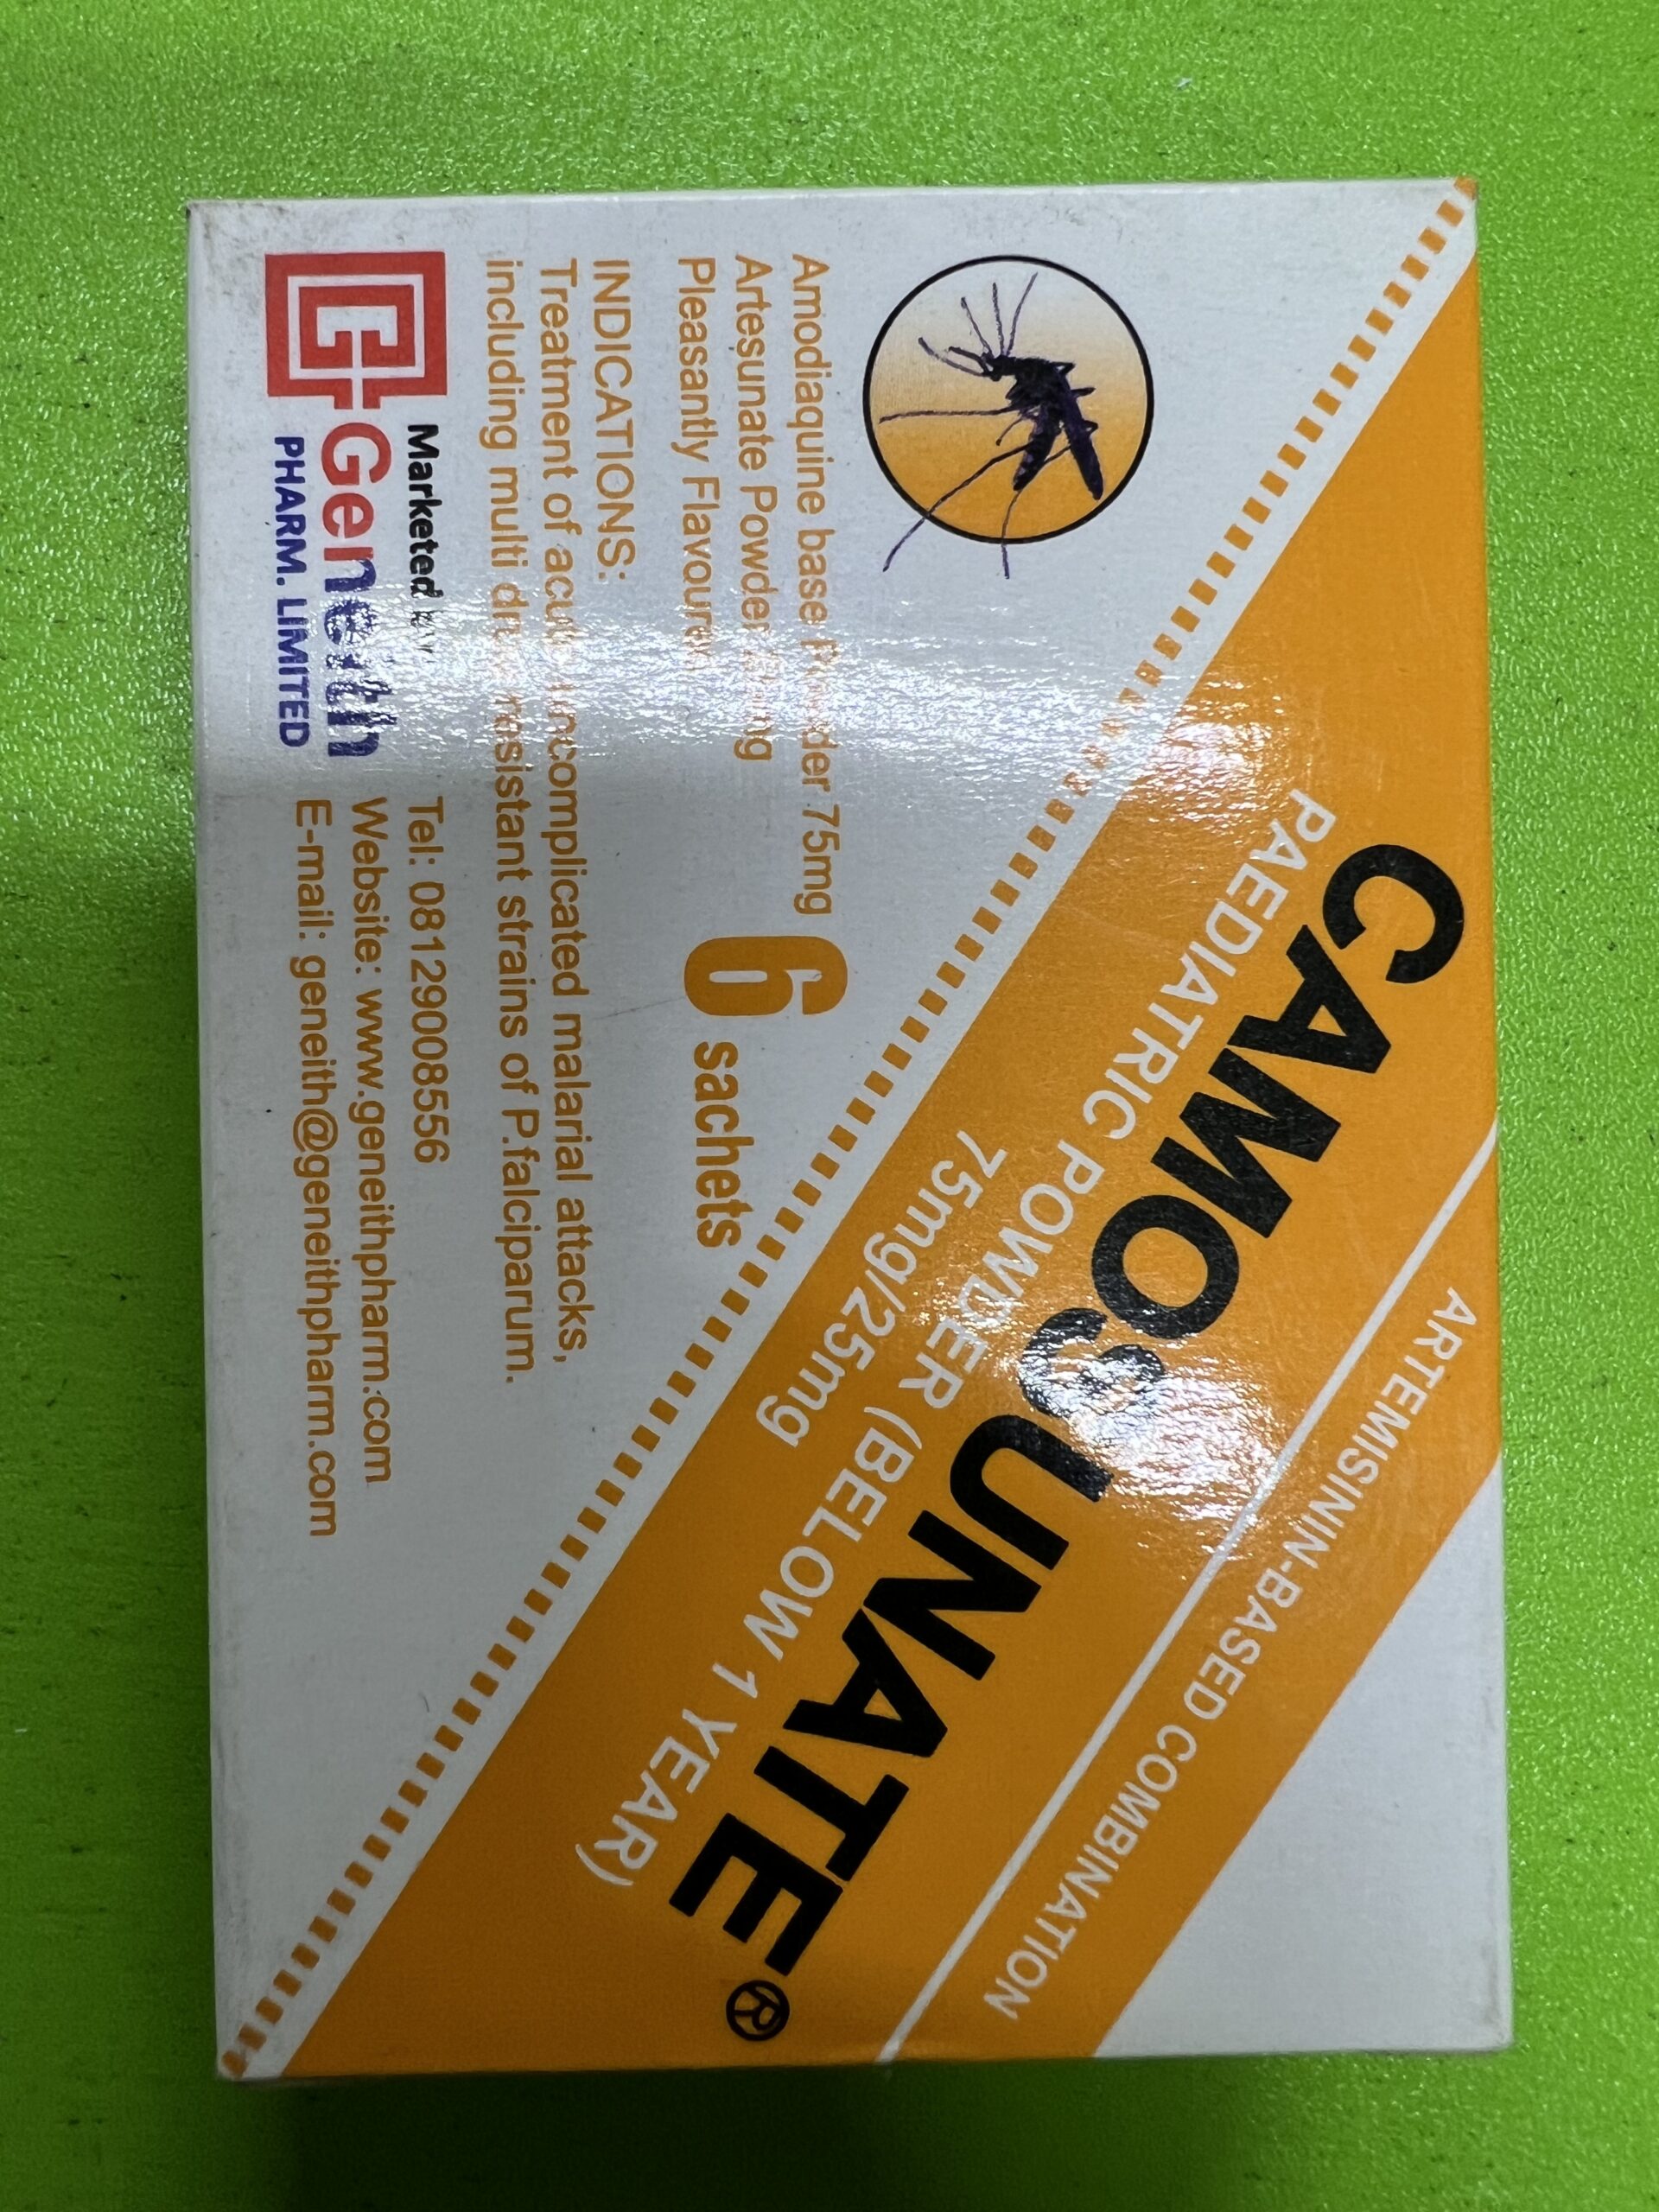 ARTEMISININ-BASED COMBINATION
CAMOSUNATE®
PAEDIATRIC POWDER (BELOW 1 YEAR)
75mg/25mg
Amodiaquine base Powder 75mg
Artesunate Powder 25mg
Pleasantly Flavoured
6 sachets
INDICATIONS:
Treatment of acute uncomplicated malarial attacks,
including multi drug resistant strains of P.falciparum.
Marketed by:
Geneith
PHARM. LIMITED
Tel: 08129008556
Website: www.geneithpharm.com
E-mail: geneith@geneithpharm.com